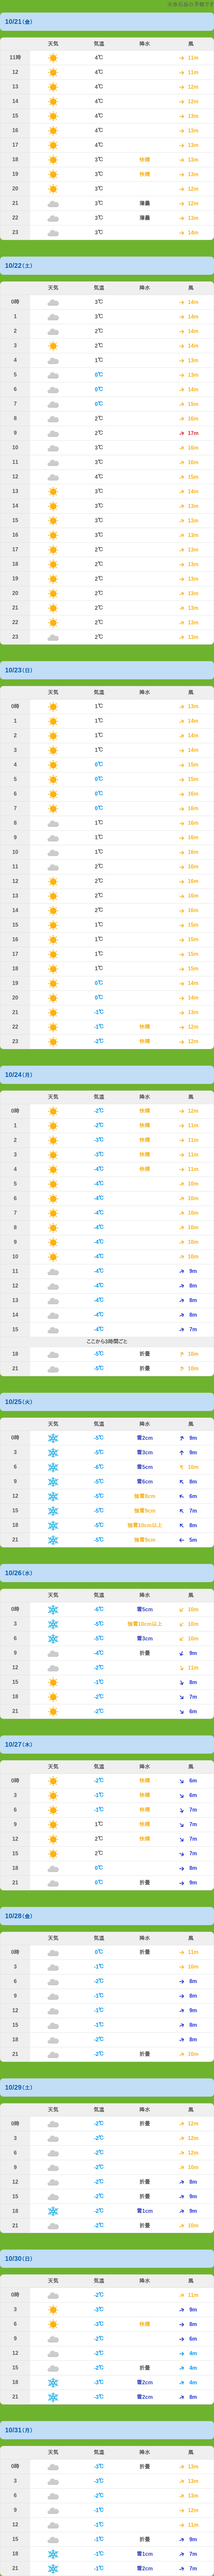 10/21(金)
天気 気温 降水 風
11時 4℃ 11m
12 4℃ 11m
13 4℃ 12m
14 4℃ 12m
15 4℃ 13m
16 4℃ 13m
17 4℃ 13m
18 3℃ 快晴 13m
19 3℃ 快晴 13m
20 3℃ 12m
21 3℃ 薄曇 12m
22 3℃ 薄曇 13m
23 3℃ 14m
10/22(土)
天気 気温 降水 風
0時 3℃ 14m
1 3℃ 14m
2 2℃ 14m
3 2℃ 14m
4 1℃ 13m
5 0℃ 13m
6 0℃ 14m
7 0℃ 15m
8 2℃ 16m
9 2℃ 17m
10 3℃ 16m
11 3℃ 16m
12 4℃ 15m
13 3℃ 14m
14 3℃ 13m
15 3℃ 13m
16 3℃ 13m
17 2℃ 13m
18 2℃ 13m
19 2℃ 13m
20 2℃ 13m
21 2℃ 13m
22 2℃ 13m
23 2℃ 13m
10/23(日)
天気 気温 降水 風
0時 1℃ 13m
1 1℃ 14m
2 1℃ 14m
3 1℃ 14m
4 0℃ 15m
5 0℃ 15m
6 0℃ 16m
7 0℃ 16m
8 1℃ 16m
9 1℃ 16m
10 1℃ 16m
11 2℃ 16m
12 2℃ 16m
13 2℃ 16m
14 2℃ 16m
15 1℃ 15m
16 1℃ 15m
17 1℃ 15m
18 1℃ 15m
19 0℃ 14m
20 0℃ 14m
21 -1℃ 13m
22 -1℃ 快晴 12m
23 -2℃ 快晴 12m
10/24(月)
天気 気温 降水 風
0時 -2℃ 快晴 12m
1 -2℃ 快晴 11m
2 -3℃ 快晴 11m
3 -3℃ 快晴 11m
4 -4℃ 快晴 11m
5 -4℃ 10m
6 -4℃ 10m
7 -4℃ 10m
8 -4℃ 10m
9 -4℃ 10m
10 -4℃ 10m
11 -4℃ 9m
12 -4℃ 8m
13 -4℃ 8m
14 -4℃ 8m
15 -4℃ 7m
ここから3時間ごと
18 -5℃ 折曇 10m
21 -5℃ 折曇 10m
10/25(火)
天気 気温 降水 風
0時 -5℃ 雪2cm 9m
3 -5℃ 雪3cm 9m
6 -6℃ 雪5cm 10m
9 -5℃ 雪6cm 8m
12 -5℃ 強雪8cm 6m
15 -5℃ 強雪9cm 7m
18 -5℃ 強雪10cm以上 8m
21 -5℃ 強雪9cm 5m
10/26(水)
天気 気温 降水 風
0時 -6℃ 雪5cm 10m
3 -5℃ 強雪10cm以上 10m
6 -5℃ 雪3cm 10m
9 -4℃ 折曇 9m
12 -2℃ 11m
15 -1℃ 8m
18 -2℃ 7m
21 -2℃ 6m
10/27(木)
天気 気温 降水 風
0時 -2℃ 快晴 6m
3 -1℃ 快晴 6m
6 -1℃ 快晴 7m
9 1℃ 快晴 7m
12 2℃ 快晴 7m
15 2℃ 7m
18 0℃ 8m
21 0℃ 折曇 9m
10/28(金)
天気 気温 降水 風
0時 0℃ 折曇 11m
3 -1℃ 10m
6 -2℃ 8m
9 -1℃ 8m
12 -1℃ 9m
15 -1℃ 8m
18 -2℃ 8m
21 -2℃ 折曇 10m
10/29(土)
天気 気温 降水 風
0時 -2℃ 折曇 12m
3 -2℃ 12m
6 -2℃ 12m
9 -2℃ 10m
12 -2℃ 折曇 8m
15 -2℃ 折曇 9m
18 -2℃ 雪1cm 9m
21 -2℃ 折曇 10m
10/30(日)
天気 気温 降水 風
0時 -2℃ 11m
3 -3℃ 9m
6 -3℃ 快晴 8m
9 -2℃ 6m
12 -2℃ 4m
15 -2℃ 折曇 4m
18 -3℃ 雪2cm 4m
21 -3℃ 雪2cm 8m
10/31(月)
天気 気温 降水 風
0時 -3℃ 折曇 13m
3 -3℃ 13m
6 -2℃ 13m
9 -1℃ 12m
12 -1℃ 11m
15 -1℃ 折曇 9m
18 -1℃ 雪1cm 7m
21 -1℃ 雪2cm 7m